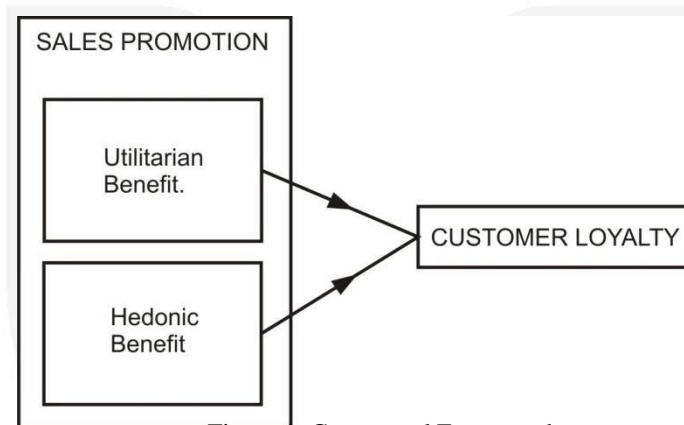 SALES PROMOTION
Utilitarian
Benefit.
CUSTOMER LOYALTY
Hedonic
Benefit